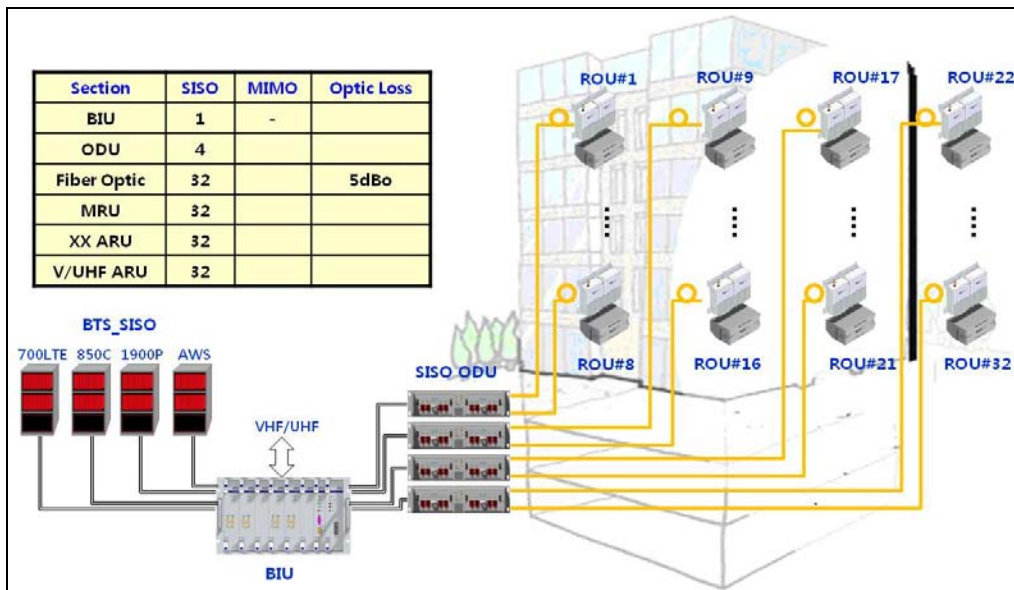 Section SISO MIMO Optic Loss
BIU 1 -
ODU 4
Fiber Optic 32 5dBo
MRU 32
XX ARU 32
V/UHF ARU 32
ROU#1 ROU#9 ROU#17 ROU#22
BTS_SISO
700LTE 850C 1900P AWS
ROU#8 ROU#16 ROU#21 ROU#32
SISO ODU
VHF/UHF
BIU